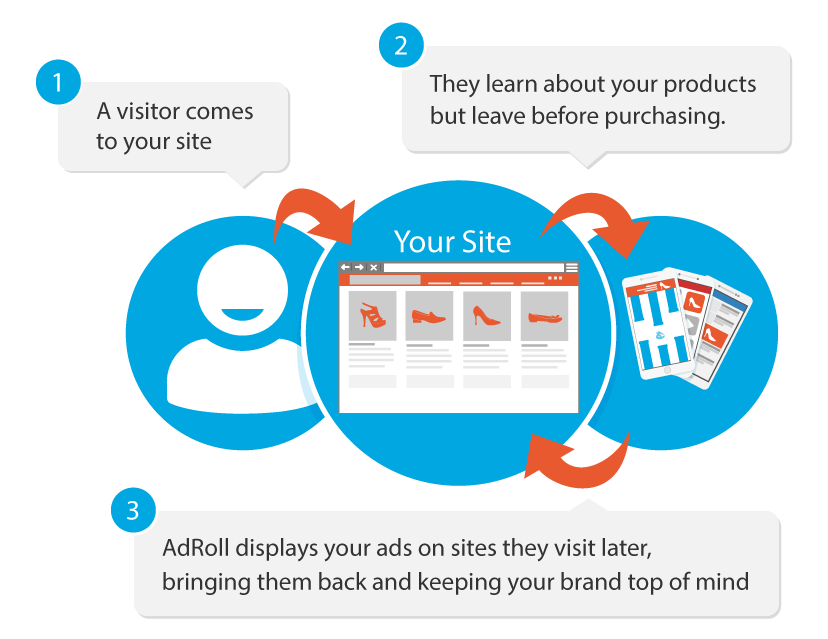 1
A visitor comes
to your site
2
They learn about your products
but leave before purchasing.
Your Site
3
AdRoll displays your ads on sites they visit later,
bringing them back and keeping your brand top of mind